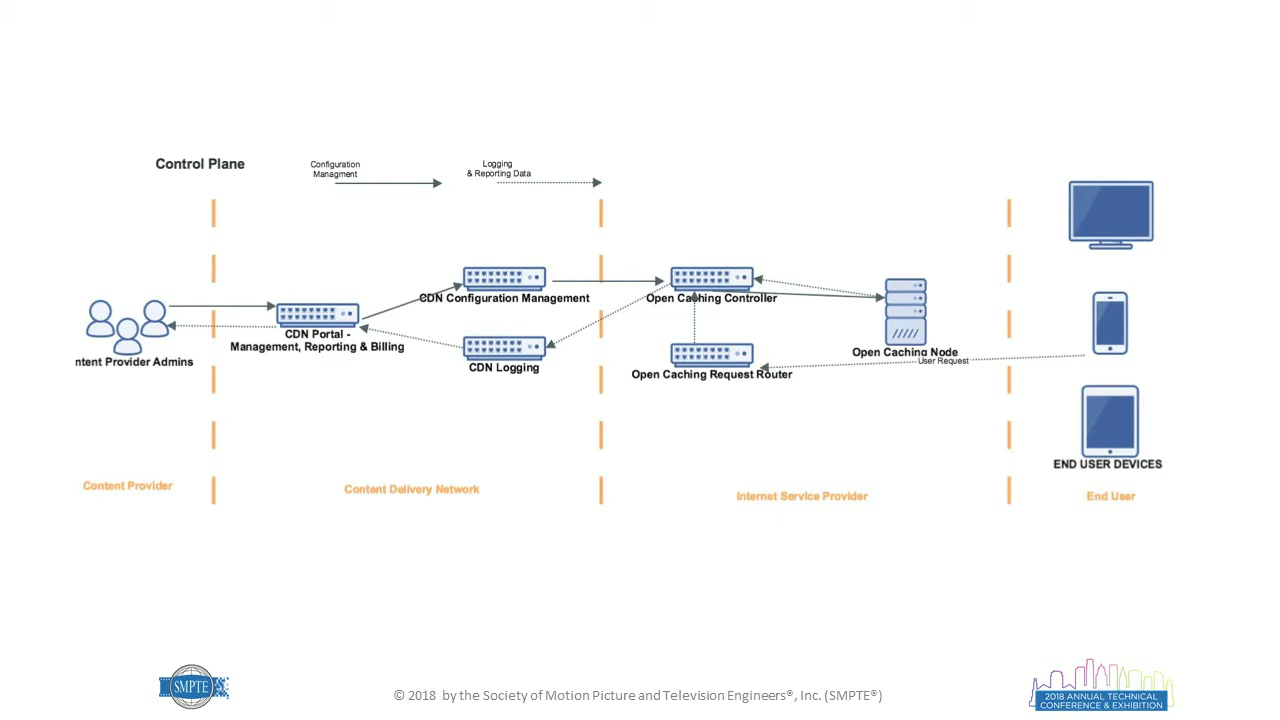 Control Plane
Configuration
Managment
Logging
& Reporting Data
CDN Configuration Management
Open Caching Controller
CDN Portal -
Management, Reporting & Billing
ntent Provider Admins
CDN Logging
Open Caching Node
User Request
Open Caching Request Router
END USER DEVICES
Content Provider
Content Delivery Network
Internet Service Provider
End User
SMPTE
© 2018 by the Society of Motion Picture and Television Engineers®, Inc. (SMPTE®)
2018 ANNUAL TECHNICAL
CONFERENCE & EXHIBITION